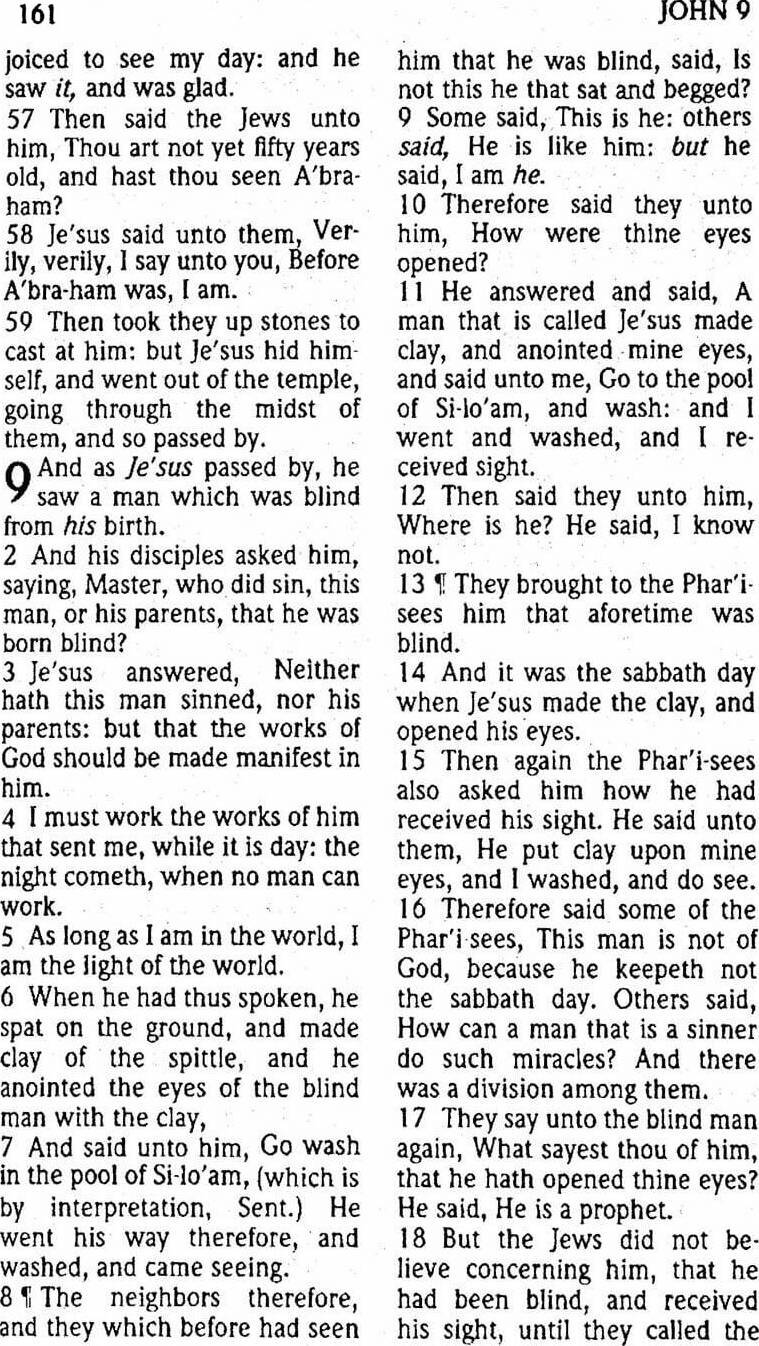 161
JOHN 9
joiced to see my day: and he
saw it, and was glad.
57 Then said the Jews unto
him, Thou art not yet fifty years
old, and hast thou seen A'bra-
ham?
58 Je'sus said unto them, Ver-
ily, verily, I say unto you, Before
A'bra-ham was, I am.
59 Then took they up stones to
cast at him: but Je'sus hid him-
self, and went out of the temple,
going through the midst of
them, and so passed by.
9 And as Je'sus passed by, he
saw a man which was blind
from his birth.
2 And his disciples asked him,
saying, Master, who did sin, this
man, or his parents, that he was
born blind?
3 Je'sus answered, Neither
hath this man sinned, nor his
parents: but that the works of
God should be made manifest in
him.
4 I must work the works of him
that sent me, while it is day: the
night cometh, when no man can
work.
5 As long as I am in the world, I
am the light of the world.
6 When he had thus spoken, he
spat on the ground, and made
clay of the spittle, and he
anointed the eyes of the blind
man with the clay,
7 And said unto him, Go wash
in the pool of Si-lo'am, (which is
by interpretation, Sent.) He
went his way therefore, and
washed, and came seeing.
8 ¶ The neighbors therefore,
and they which before had seen
him that he was blind, said, Is
not this he that sat and begged?
9 Some said, This is he: others
said, He is like him: but he
said, I am he.
10 Therefore said they unto
him, How were thine eyes
opened?
11 He answered and said, A
man that is called Je'sus made
clay, and anointed mine eyes,
and said unto me, Go to the pool
of Si-lo'am, and wash: and I
went and washed, and I re-
ceived sight.
12 Then said they unto him,
Where is he? He said, I know
not.
13 ¶ They brought to the Phar'i-
sees him that aforetime was
blind.
14 And it was the sabbath day
when Je'sus made the clay, and
opened his eyes.
15 Then again the Phar'i-sees
also asked him how he had
received his sight. He said unto
them, He put clay upon mine
eyes, and I washed, and do see.
16 Therefore said some of the
Phar'i-sees, This man is not of
God, because he keepeth not
the sabbath day. Others said,
How can a man that is a sinner
do such miracles? And there
was a division among them.
17 They say unto the blind man
again, What sayest thou of him,
that he hath opened thine eyes?
He said, He is a prophet.
18 But the Jews did not be-
lieve concerning him, that he
had been blind, and received
his sight, until they called the